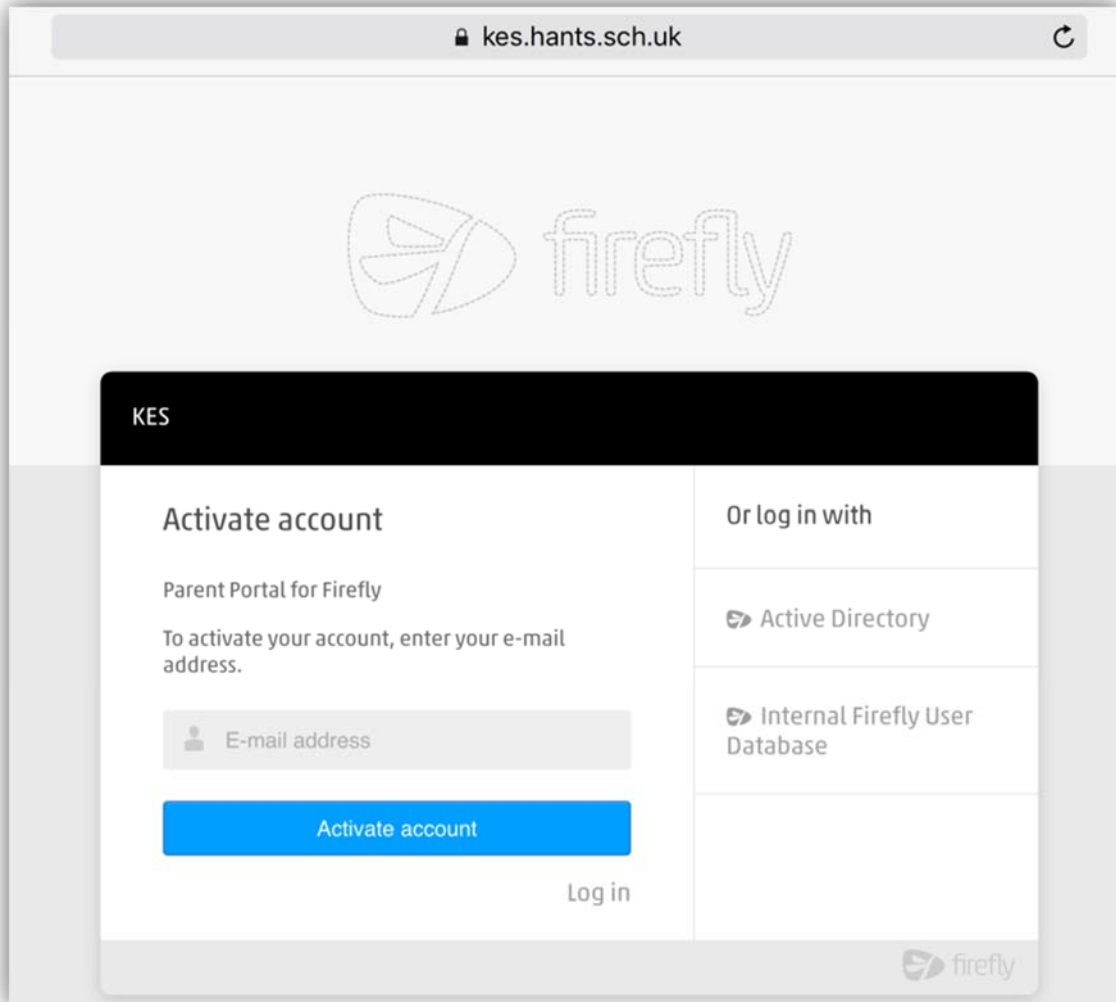 kes.hants.sch.uk
firefly
KES
Activate account
Parent Portal for Firefly
To activate your account, enter your e-mail
address.
E-mail address
Activate account
Log in
Or log in with
Active Directory
Internal Firefly User
Database
firefly